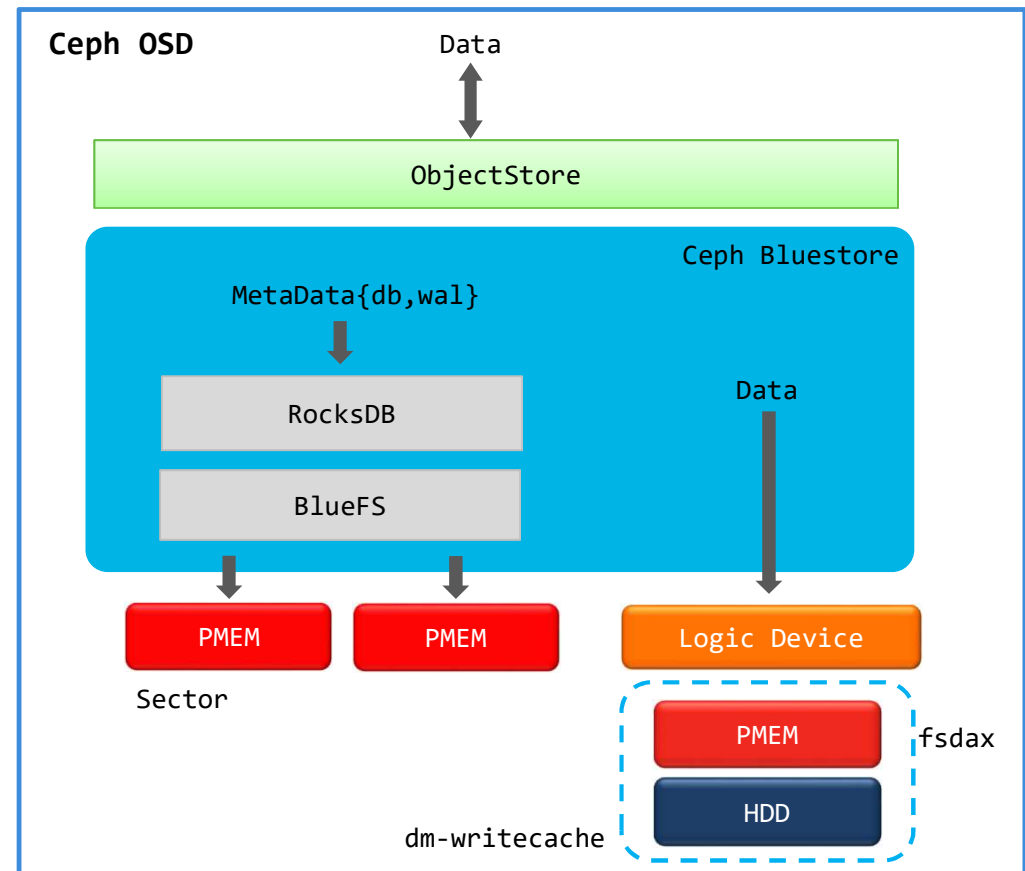 Ceph OSD
Data
ObjectStore
Ceph Bluestore
MetaData{db,wal}
RocksDB
Data
BlueFS
PMEM
PMEM
Logic Device
Sector
PMEM
fsdax
HDD
dm-writecache